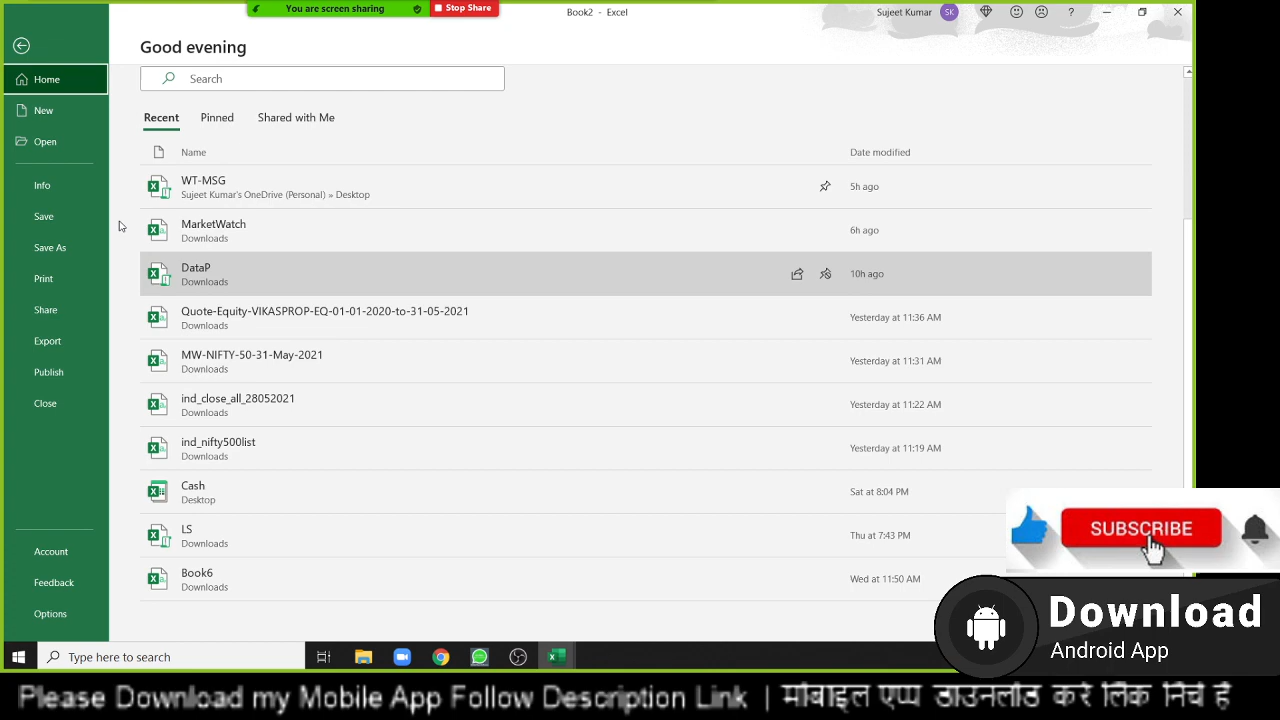 You are screen sharing
Stop Share
Book2 - Excel
Sujeet Kumar
SK
?
Good evening
Home
Search
New
Recent
Pinned
Shared with Me
Open
Name
Date modified
Info
WT-MSG
Sujeet Kumar's OneDrive (Personal) » Desktop
5h ago
Save
MarketWatch
Downloads
6h ago
Save As
DataP
Downloads
10h ago
Print
Share
Quote-Equity-VIKASPROP-EQ-01-01-2020-to-31-05-2021
Downloads
Yesterday at 11:36 AM
Export
MW-NIFTY-50-31-May-2021
Downloads
Yesterday at 11:31 AM
Publish
Close
ind_close_all_28052021
Downloads
Yesterday at 11:22 AM
ind_nifty500list
Downloads
Yesterday at 11:19 AM
Cash
Desktop
Sat at 8:04 PM
LS
Downloads
Thu at 7:43 PM
SUBSCRIBE
Account
Feedback
Book6
Downloads
Wed at 11:50 AM
Options
Download
Android App
Type here to search
Please Download my Mobile App Follow Description Link | मोबाइल एप्प डाउनलोड करे लिंक निचे है